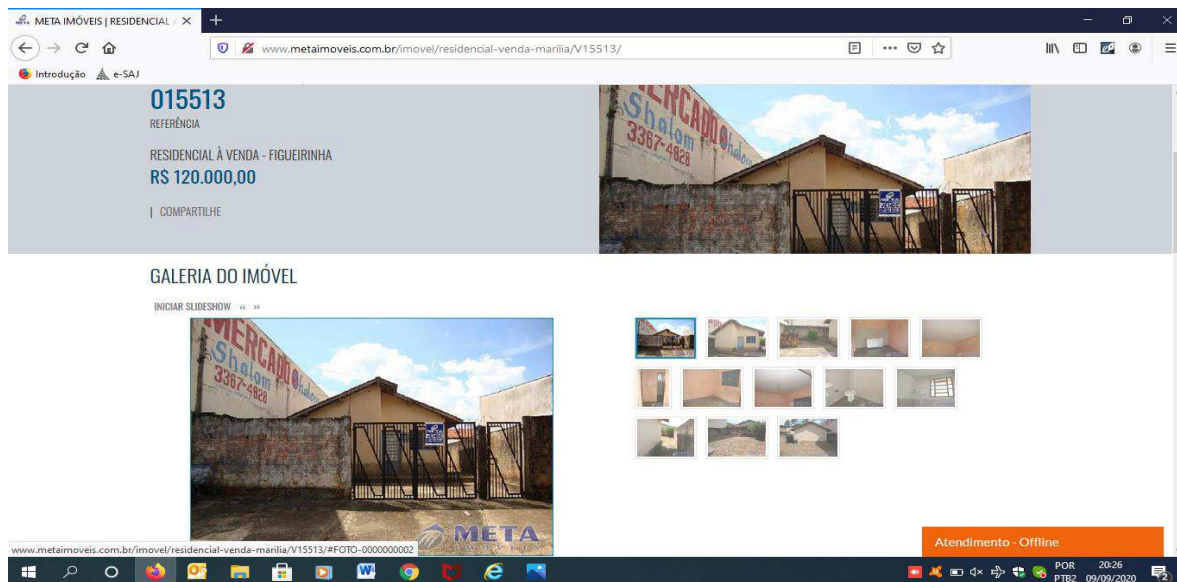 META IMÓVEIS | RESIDENCIAL
www.metaimoveis.com.br/imovel/residencial-venda-marilia/V15513/
Introdução
e-SAJ
015513
REFERÊNCIA
RESIDENCIAL À VENDA - FIGUEIRINHA
R$ 120.000,00
| COMPARTILHE
MERCADO Shalom
Shalom
3367-4828
GALERIA DO IMÓVEL
INICIAR SLIDESHOW « »
MERCADO Shalom
Shalom
3367-4828
META
www.metaimoveis.com.br/imovel/residencial-venda-marilia/V15513/#FOTO-0000000002
Atendimento - Offline
POR
PTB2
20:26
09/09/2020